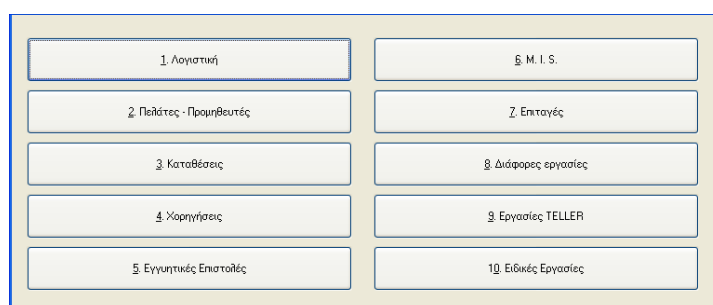 1. Λογιστική
2. Πελάτες - Προμηθευτές
3. Καταθέσεις
4. Χορηγήσεις
5. Εγγυητικές Επιστολές
6. M. I. S.
7. Επιταγές
8. Διάφορες εργασίες
9. Εργασίες TELLER
10. Ειδικές Εργασίες